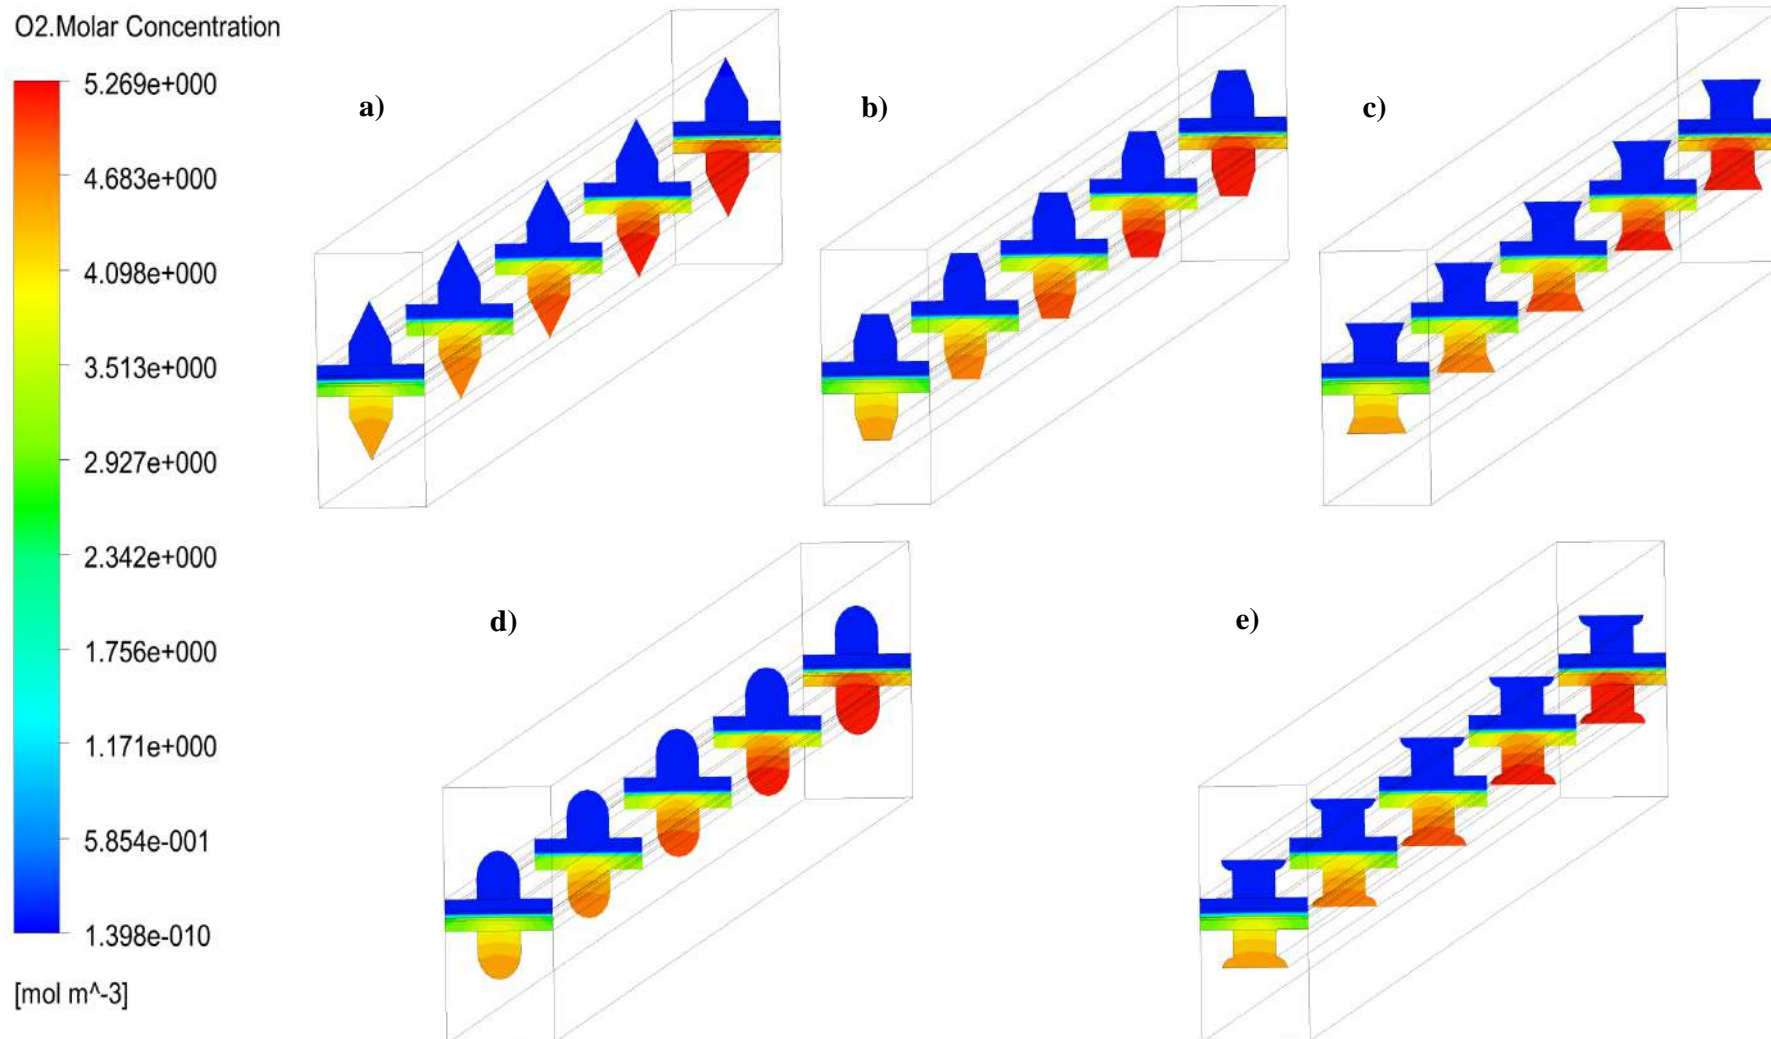 O2.Molar Concentration
5.269e+000
4.683e+000
4.098e+000
3.513e+000
2.927e+000
2.342e+000
1.756e+000
1.171e+000
5.854e-001
1.398e-010
[mol m^-3]
a)
b)
c)
d)
e)